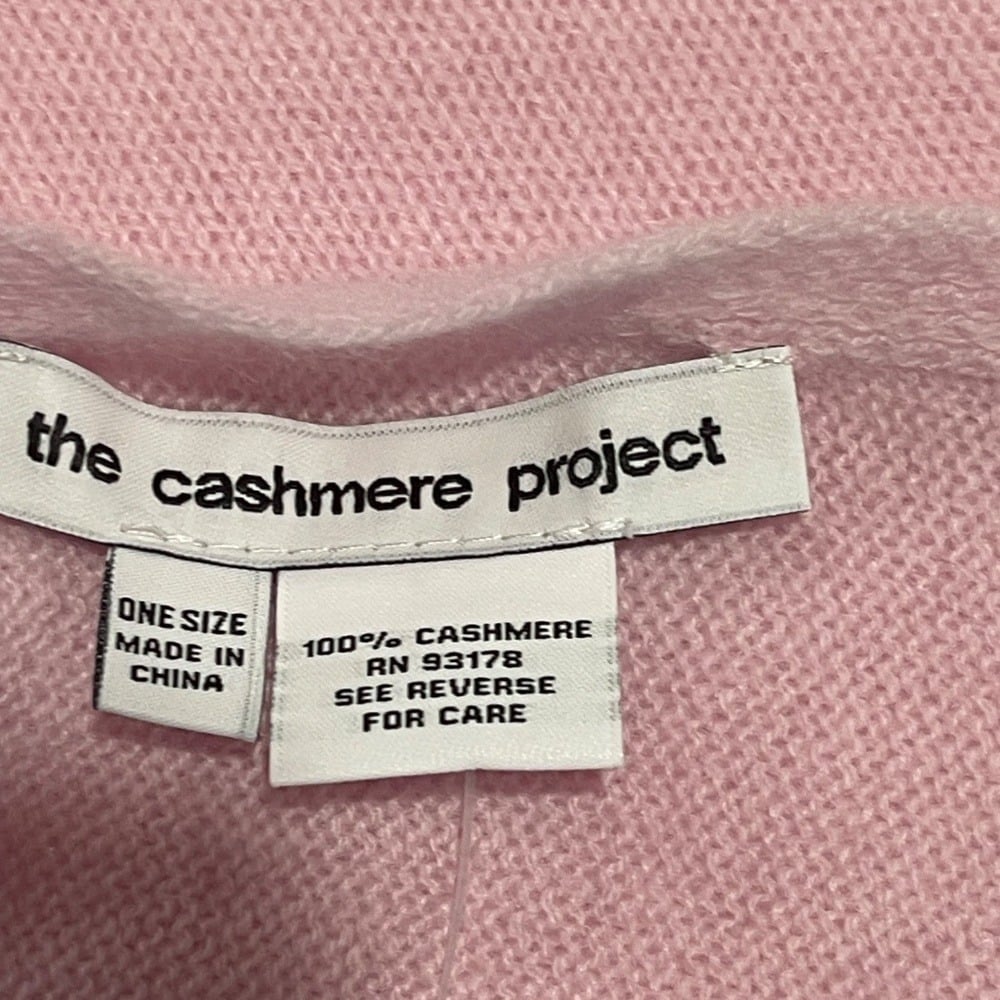 the cashmere project
ONE SIZE
MADE IN
CHINA
100% CASHMERE
RN 93178
SEE REVERSE
FOR CARE